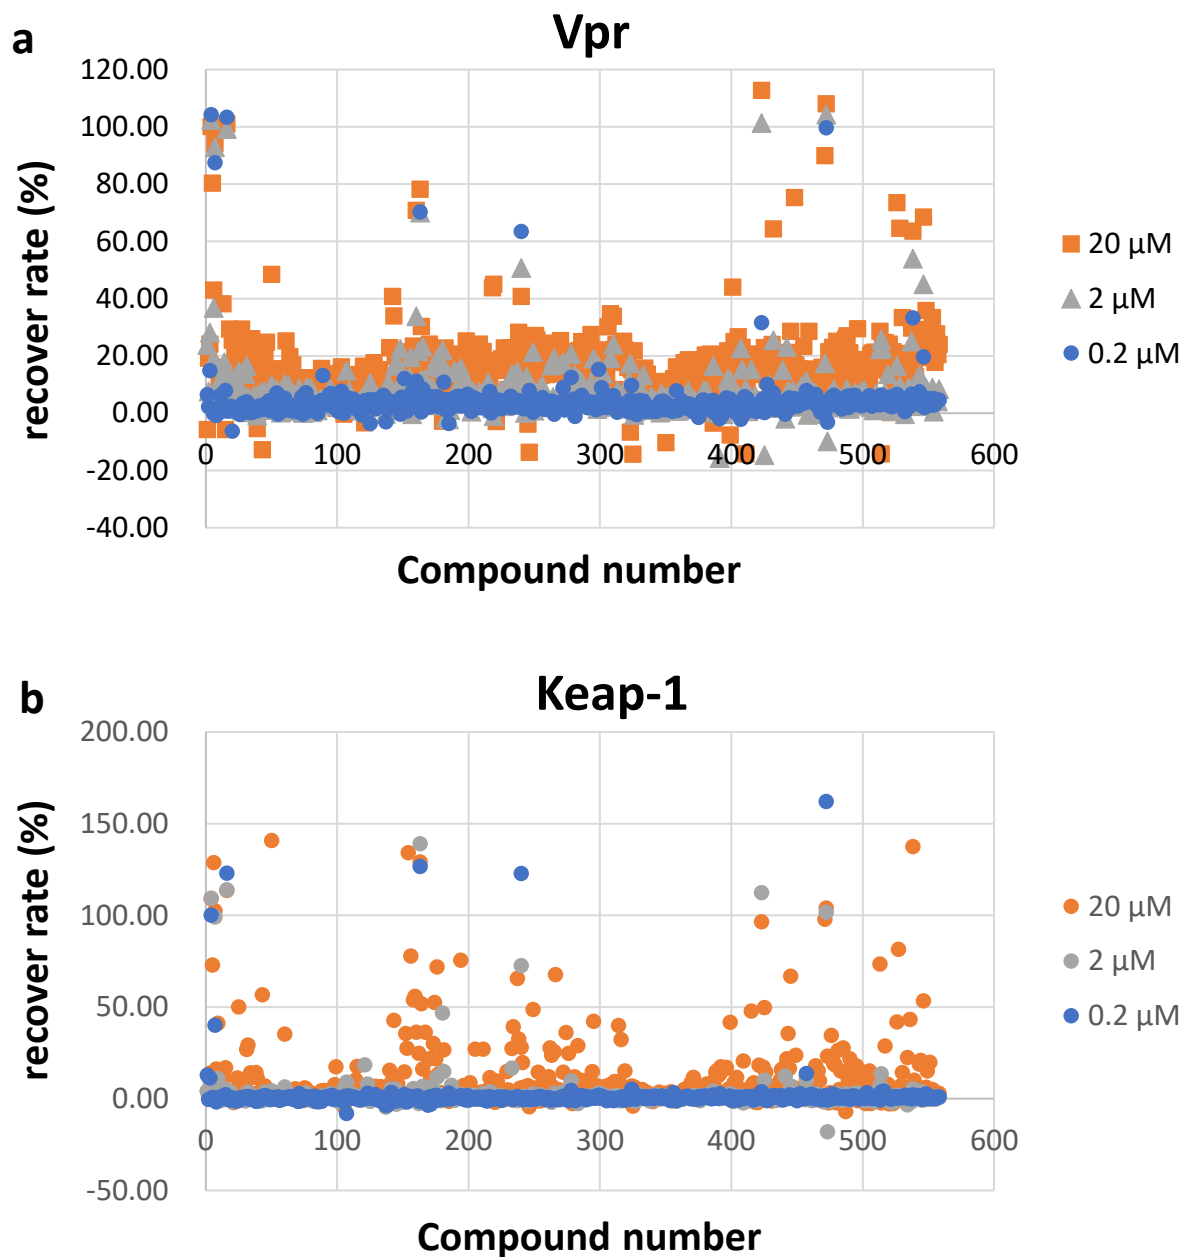 a
Vpr
recover rate (%)
120.00
100.00
80.00
60.00
40.00
20.00
0.00
-20.00
-40.00
0 100 200 300 400 500 600
Compound number
20 μM
2 μM
0.2 μM
b
Keap-1
recover rate (%)
200.00
150.00
100.00
50.00
0.00
-50.00
0 100 200 300 400 500 600
Compound number
20 μM
2 μM
0.2 μM